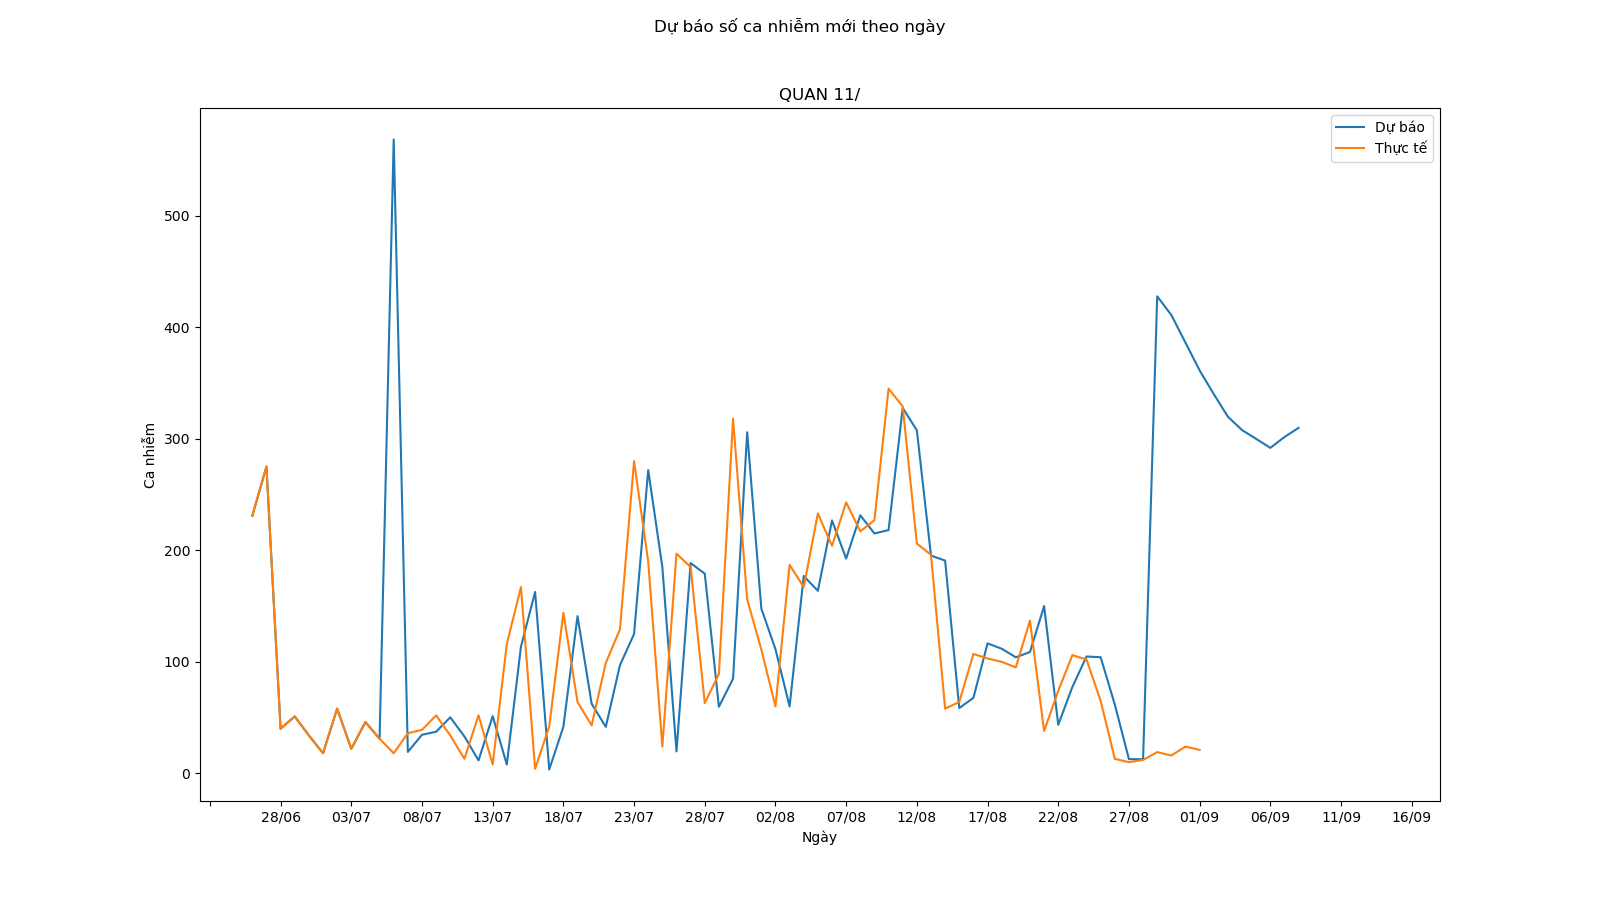 Dự báo số ca nhiễm mới theo ngày
QUAN 11/
Dự báo
Thực tế
500
400
300
200
100
0
Ca nhiễm
28/06 03/07 08/07 13/07 18/07 23/07 28/07 02/08 07/08 12/08 17/08 22/08 27/08 01/09 06/09 11/09 16/09
Ngày